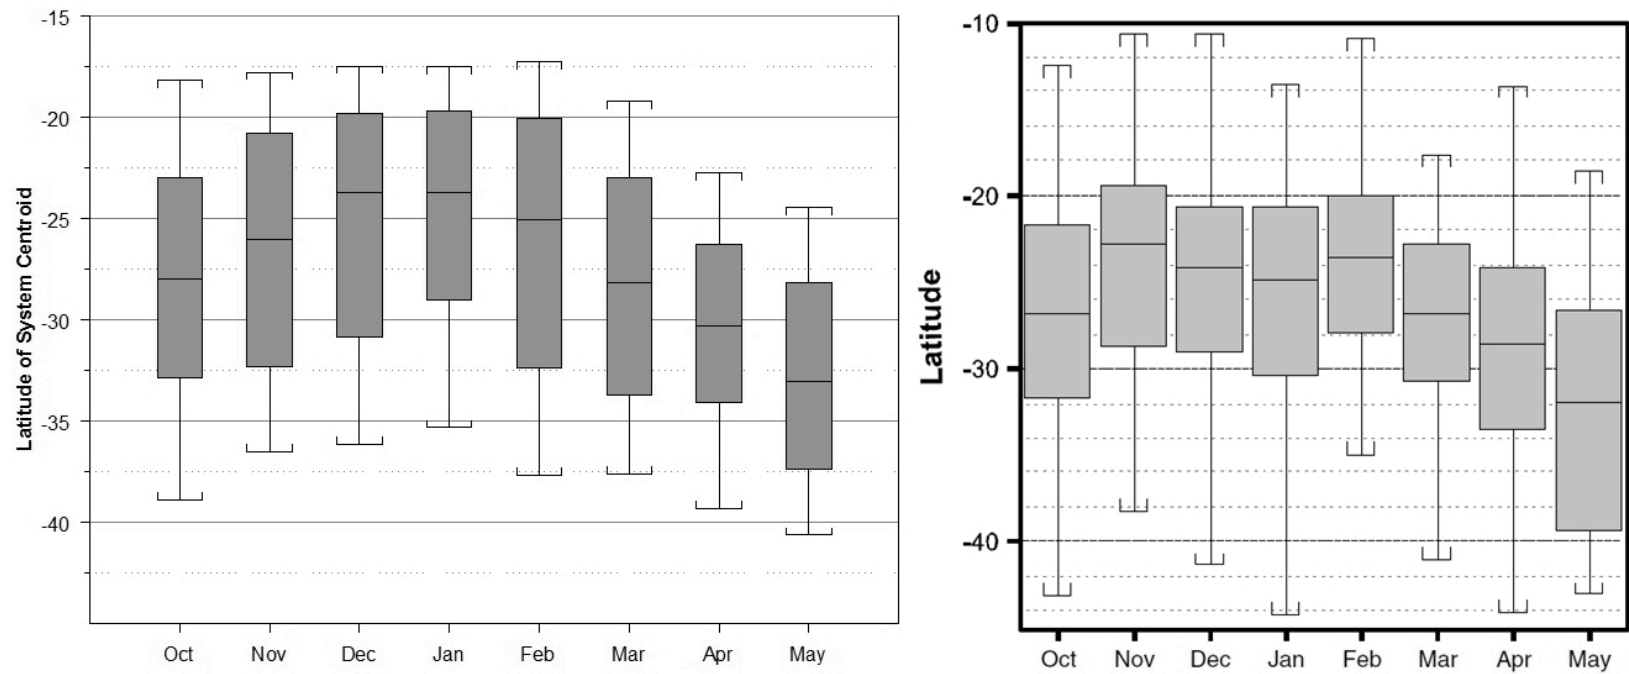 Latitude of System Centroid
-15
-20
-25
-30
-35
-40
Oct Nov Dec Jan Feb Mar Apr May
Latitude
-10
-20
-30
-40
Oct Nov Dec Jan Feb Mar Apr May